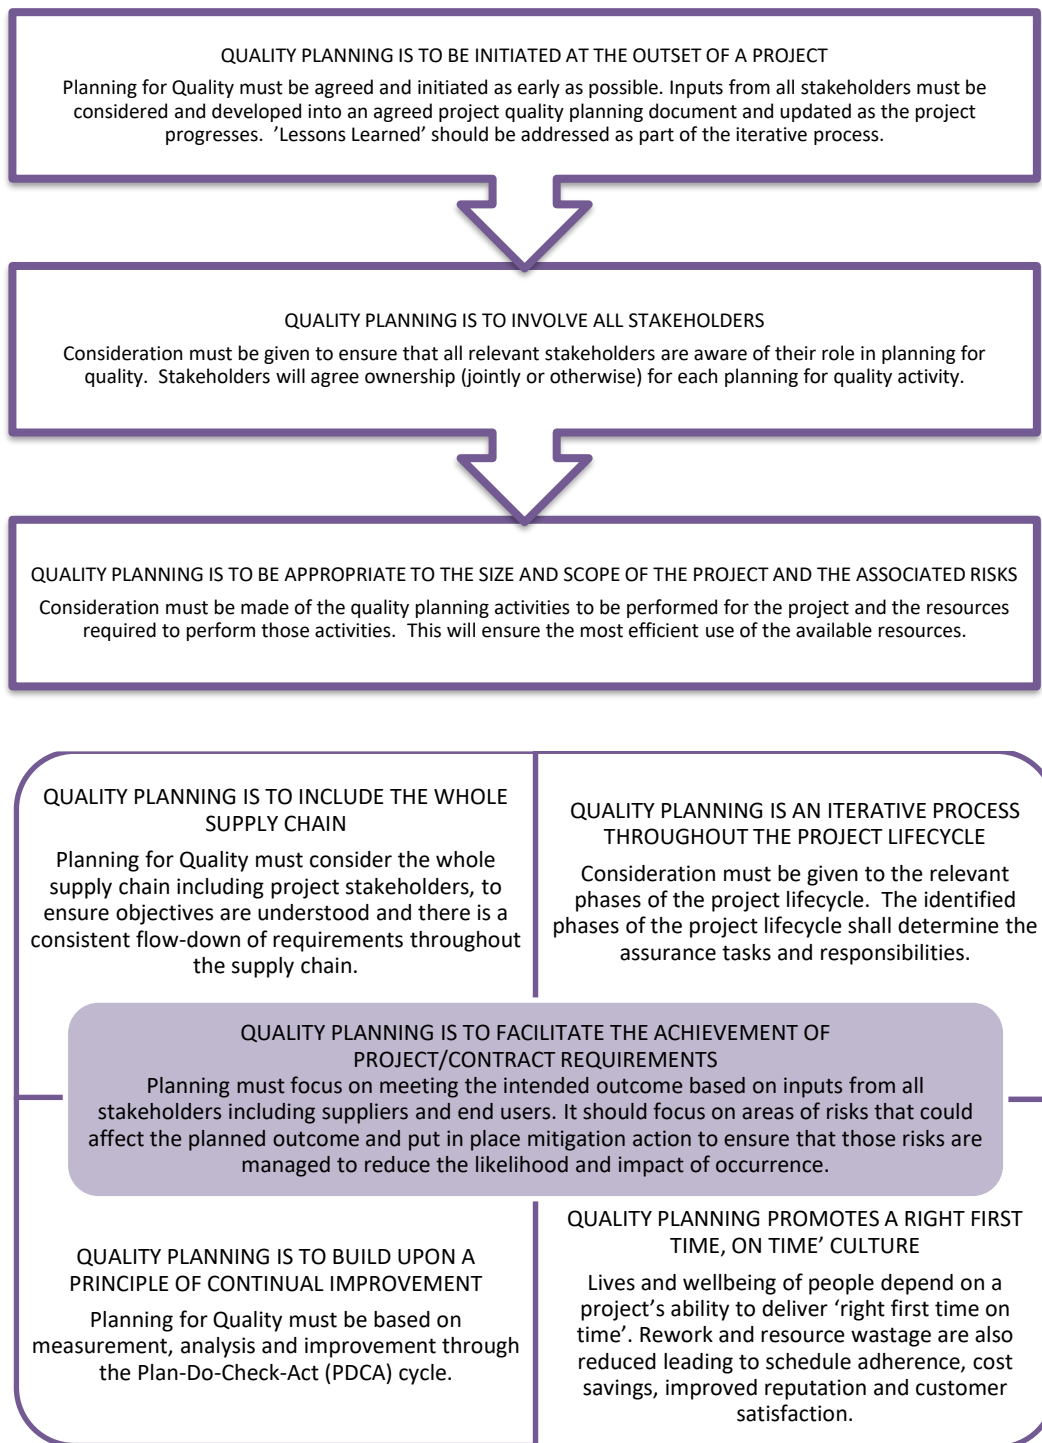 QUALITY PLANNING IS TO BE INITIATED AT THE OUTSET OF A PROJECT
Planning for Quality must be agreed and initiated as early as possible. Inputs from all stakeholders must be
considered and developed into an agreed project quality planning document and updated as the project
progresses.  ’Lessons Learned’ should be addressed as part of the iterative process.
QUALITY PLANNING IS TO INVOLVE ALL STAKEHOLDERS
Consideration must be given to ensure that all relevant stakeholders are aware of their role in planning for
quality.  Stakeholders will agree ownership (jointly or otherwise) for each planning for quality activity.
QUALITY PLANNING IS TO BE APPROPRIATE TO THE SIZE AND SCOPE OF THE PROJECT AND THE ASSOCIATED RISKS
Consideration must be made of the quality planning activities to be performed for the project and the resources
required to perform those activities.  This will ensure the most efficient use of the available resources.
QUALITY PLANNING IS TO INCLUDE THE WHOLE
SUPPLY CHAIN
Planning for Quality must consider the whole
supply chain including project stakeholders, to
ensure objectives are understood and there is a
consistent flow-down of requirements throughout
the supply chain.
QUALITY PLANNING IS AN ITERATIVE PROCESS
THROUGHOUT THE PROJECT LIFECYCLE
Consideration must be given to the relevant
phases of the project lifecycle.  The identified
phases of the project lifecycle shall determine the
assurance tasks and responsibilities.
QUALITY PLANNING IS TO FACILITATE THE ACHIEVEMENT OF
PROJECT/CONTRACT REQUIREMENTS
Planning must focus on meeting the intended outcome based on inputs from all
stakeholders including suppliers and end users. It should focus on areas of risks that could
affect the planned outcome and put in place mitigation action to ensure that those risks are
managed to reduce the likelihood and impact of occurrence.
QUALITY PLANNING IS TO BUILD UPON A
PRINCIPLE OF CONTINUAL IMPROVEMENT
Planning for Quality must be based on
measurement, analysis and improvement through
the Plan-Do-Check-Act (PDCA) cycle.
QUALITY PLANNING PROMOTES A RIGHT FIRST
TIME, ON TIME’ CULTURE
Lives and wellbeing of people depend on a
project’s ability to deliver ‘right first time on
time’. Rework and resource wastage are also
reduced leading to schedule adherence, cost
savings, improved reputation and customer
satisfaction.